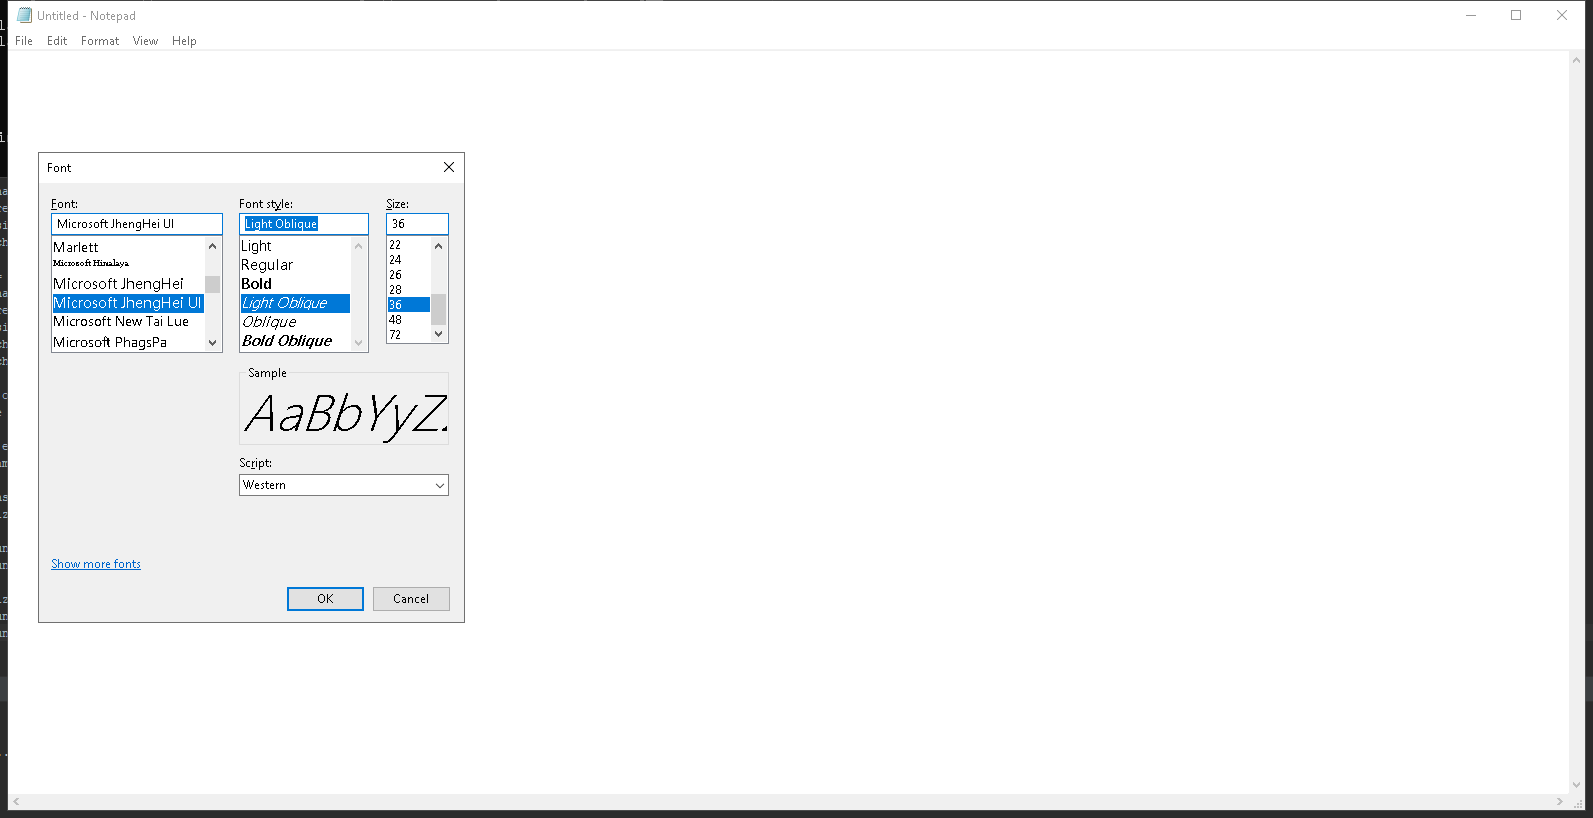 Untitled - Notepad
File Edit Format View Help
Font
Font: Font style: Size:
Microsoft JhengHei UI Light Oblique 36
Marlett
Microsoft Himalaya
Microsoft JhengHei
Microsoft JhengHei UI
Microsoft New Tai Lue
Microsoft PhagsPa
Light
Regular
Bold
Light Oblique
Oblique
Bold Oblique
22
24
26
28
36
48
72
Sample
AaBbYyZ
Script:
Western
Show more fonts
OK Cancel